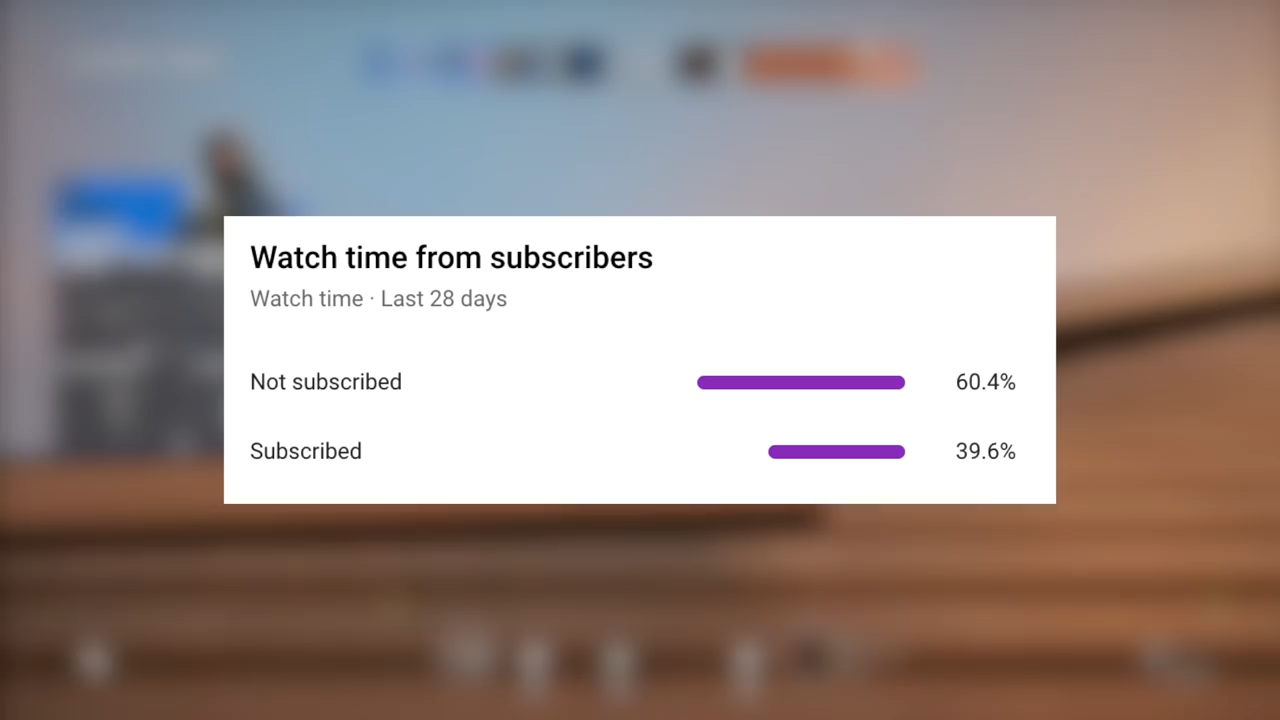 Watch time from subscribers
Watch time · Last 28 days
Not subscribed 60.4%
Subscribed 39.6%